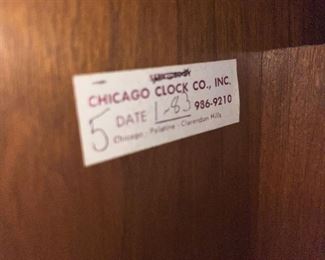 CHICAGO CLOCK CO., INC.
5 DATE 1-83 986-9210
Chicago - Palatine - Clarendon Hills